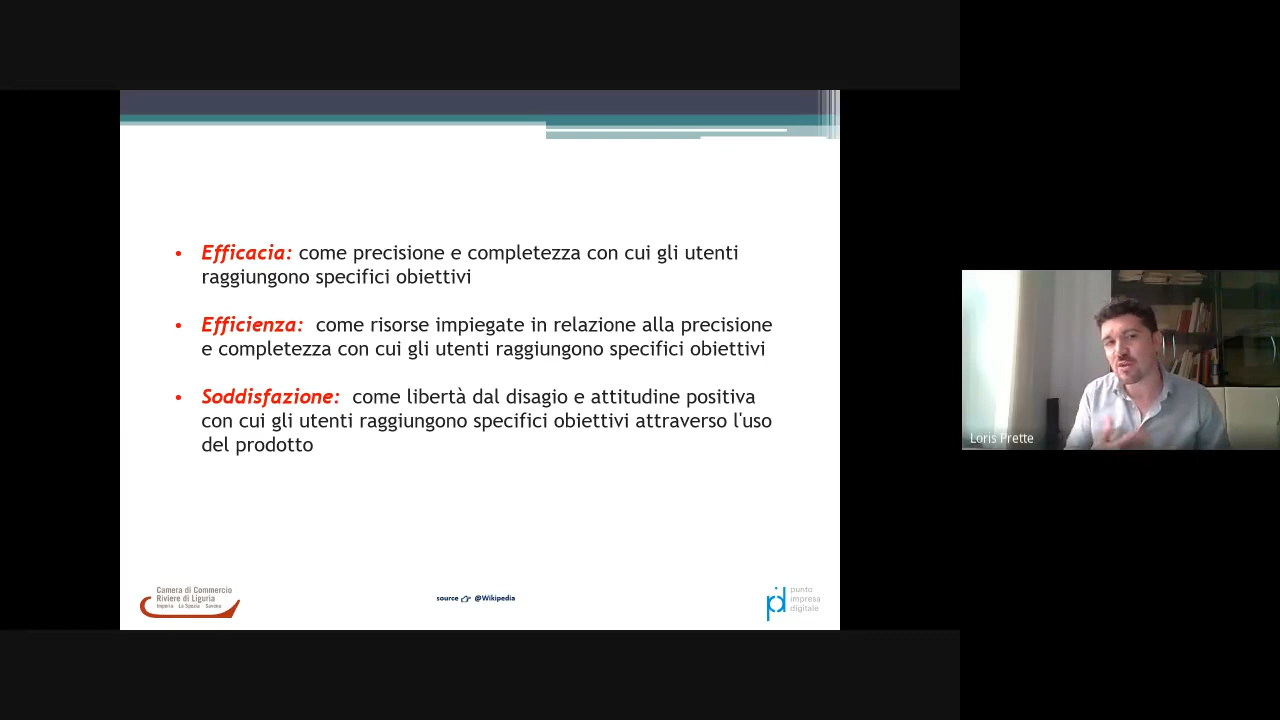 • Efficacia: come precisione e completezza con cui gli utenti
raggiungono specifici obiettivi
• Efficienza: come risorse impiegate in relazione alla precisione
e completezza con cui gli utenti raggiungono specifici obiettivi
• Soddisfazione: come libertà dal disagio e attitudine positiva
con cui gli utenti raggiungono specifici obiettivi attraverso l'uso
del prodotto
Loris Prette
Camera di Commercio
Riviere di Liguria
Imperia La Spezia Savona
source 👉 @Wikipedia
punto
impresa
digitale